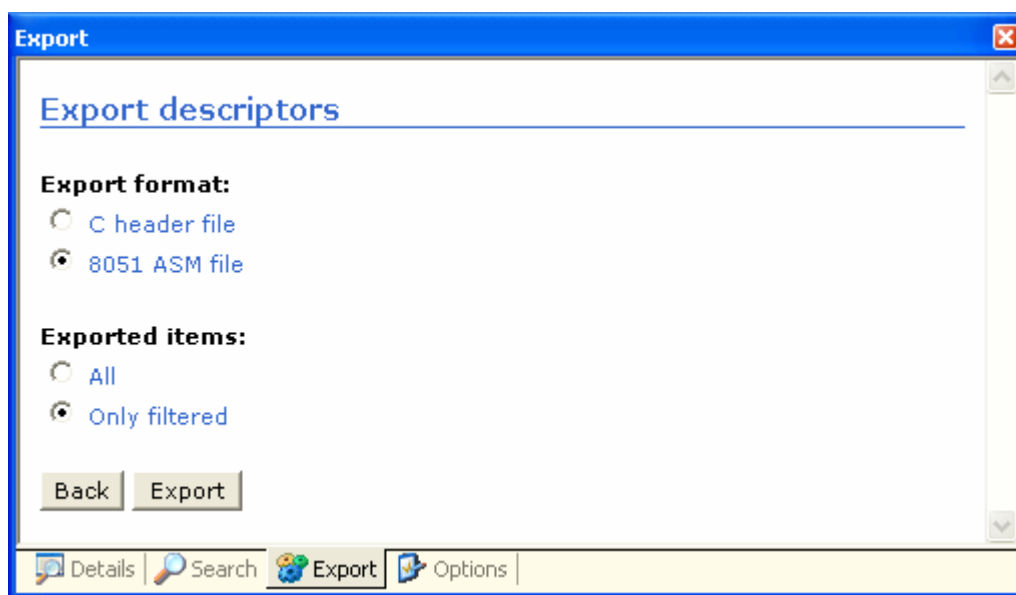 Export
Export descriptors
Export format:
C header file
8051 ASM file
Exported items:
All
Only filtered
Back Export
Details Search Export Options